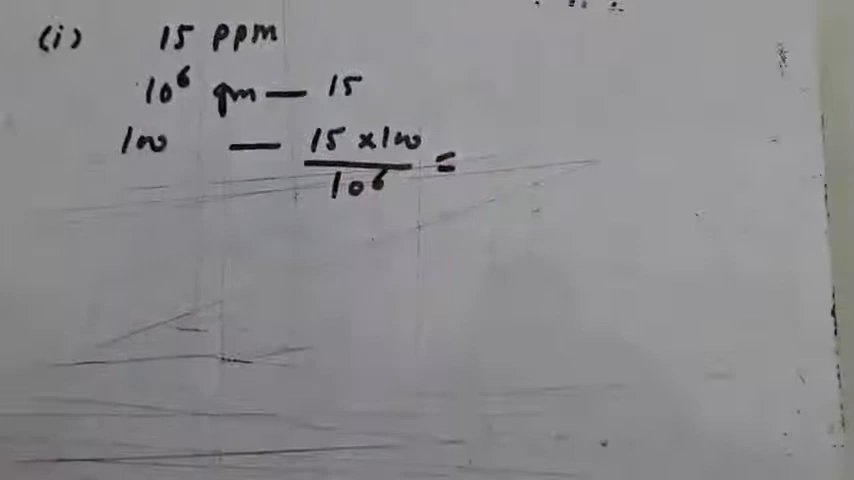 (i) 15 ppm
10⁶ gm — 15
100 — 15 x 100 / 10⁶ =